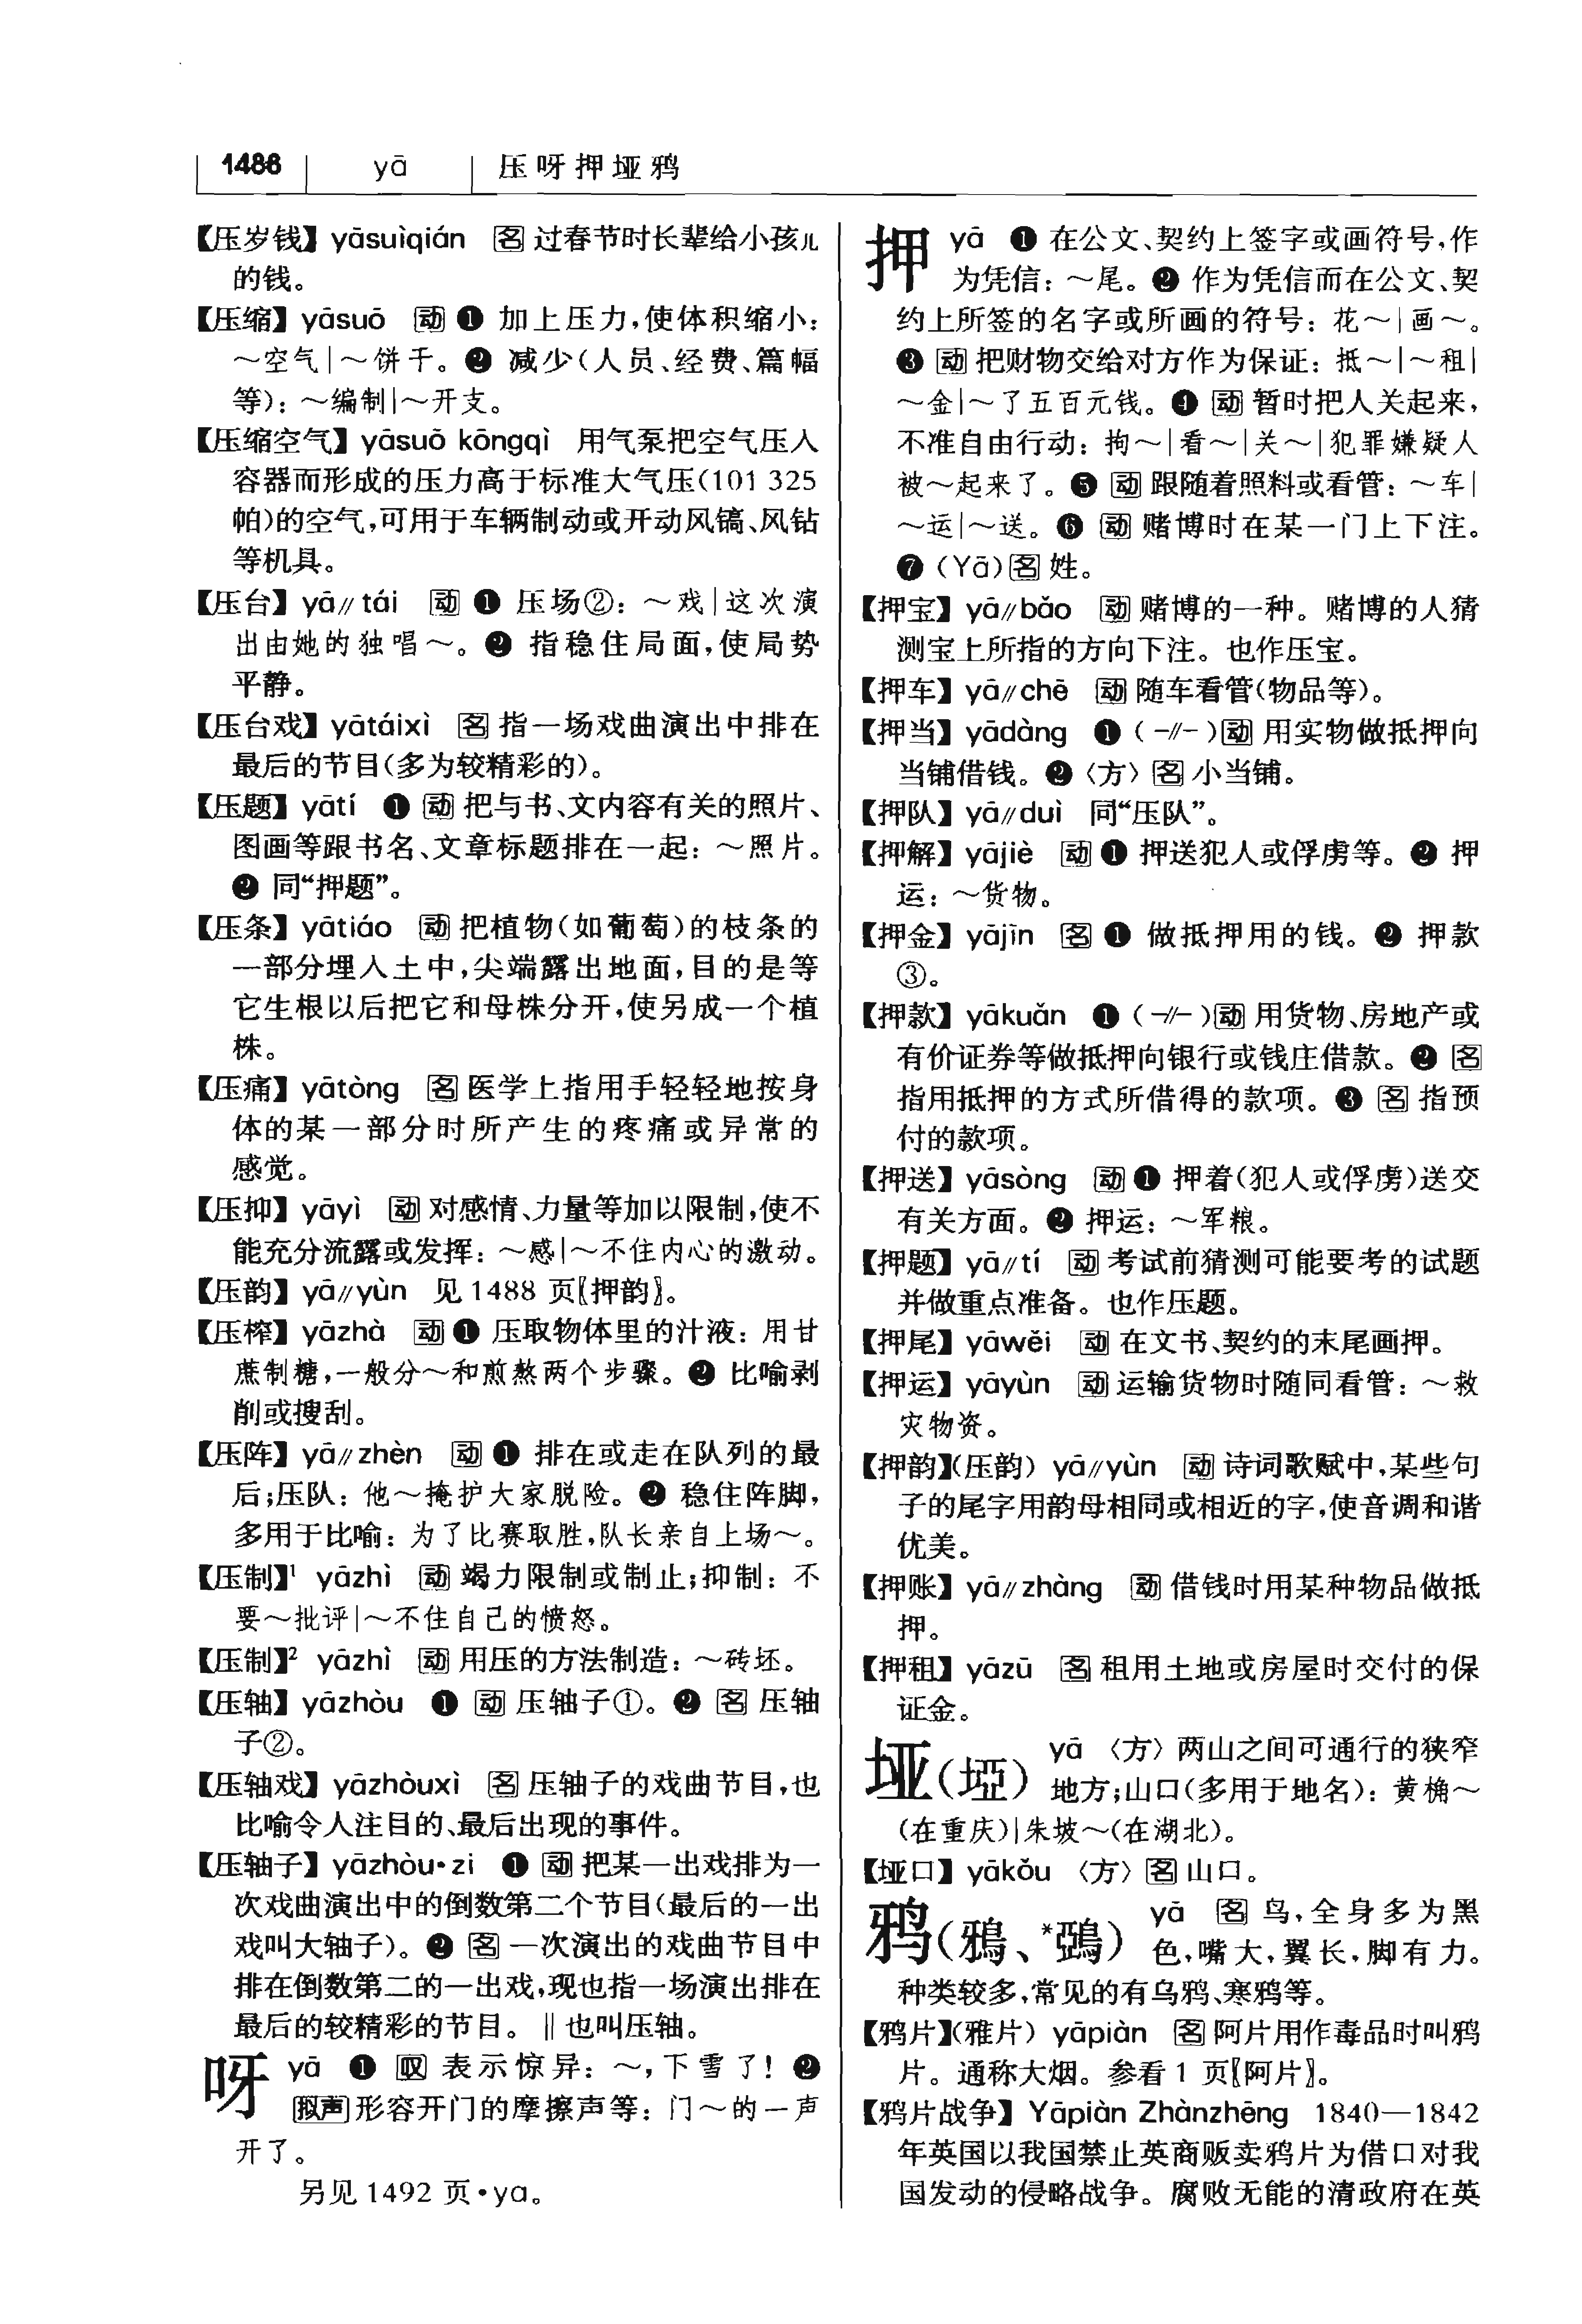 1488 yā 压呀押垭鸦
【压岁钱】 yāsuìqián 名 过春节时长辈给小孩儿
的钱。
【压缩】 yāsuō 动 ❶ 加上压力,使体积缩小:
～空气|～饼干。❷ 减少(人员、经费、篇幅
等):～编制|～开支。
【压缩空气】 yāsuō kōngqì 用气泵把空气压入
容器而形成的压力高于标准大气压(101 325
帕)的空气,可用于车辆制动或开动风镐、风钻
等机具。
【压台】 yā∥tái 动 ❶ 压场②:～戏|这次演
出由她的独唱～。❷ 指稳住局面,使局势
平静。
【压台戏】 yātáixì 名 指一场戏曲演出中排在
最后的节目(多为较精彩的)。
【压题】 yātí ❶ 动 把与书、文内容有关的照片、
图画等跟书名、文章标题排在一起:～照片。
❷ 同“押题”。
【压条】 yātiáo 动 把植物(如葡萄)的枝条的
一部分埋入土中,尖端露出地面,目的是等
它生根以后把它和母株分开,使另成一个植
株。
【压痛】 yātòng 名 医学上指用手轻轻地按身
体的某一部分时所产生的疼痛或异常的
感觉。
【压抑】 yāyì 动 对感情、力量等加以限制,使不
能充分流露或发挥:～感|～不住内心的激动。
【压韵】 yā∥yùn 见 1488 页〖押韵〗。
【压榨】 yāzhà 动 ❶ 压取物体里的汁液:用甘
蔗制糖,一般分～和煎熬两个步骤。❷ 比喻剥
削或搜刮。
【压阵】 yā∥zhèn 动 ❶ 排在或走在队列的最
后;压队:他～掩护大家脱险。❷ 稳住阵脚,
多用于比喻:为了比赛取胜,队长亲自上场～。
【压制】¹ yāzhì 动 竭力限制或制止;抑制:不
要～批评|～不住自己的愤怒。
【压制】² yāzhì 动 用压的方法制造:～砖坯。
【压轴】 yāzhòu ❶ 动 压轴子①。❷ 名 压轴
子②。
【压轴戏】 yāzhòuxì 名 压轴子的戏曲节目,也
比喻令人注目的、最后出现的事件。
【压轴子】 yāzhòu·zi ❶ 动 把某一出戏排为一
次戏曲演出中的倒数第二个节目(最后的一出
戏叫大轴子)。❷ 名 一次演出的戏曲节目中
排在倒数第二的一出戏,现也指一场演出排在
最后的较精彩的节目。‖也叫压轴。
呀 yā ❶ 叹 表示惊异:～,下雪了! ❷
拟声 形容开门的摩擦声等:门～的一声
开了。
另见 1492 页·ya。
押 yā ❶ 在公文、契约上签字或画符号,作
为凭信:～尾。❷ 作为凭信而在公文、契
约上所签的名字或所画的符号:花～|画～。
❸ 动 把财物交给对方作为保证:抵～|～租|
～金|～了五百元钱。❹ 动 暂时把人关起来,
不准自由行动:拘～|看～|关～|犯罪嫌疑人
被～起来了。❺ 动 跟随着照料或看管:～车|
～运|～送。❻ 动 赌博时在某一门上下注。
❼ (Yā) 名 姓。
【押宝】 yā∥bǎo 动 赌博的一种。赌博的人猜
测宝上所指的方向下注。也作压宝。
【押车】 yā∥chē 动 随车看管(物品等)。
【押当】 yādàng ❶ (-∥-) 动 用实物做抵押向
当铺借钱。❷〈方〉名 小当铺。
【押队】 yā∥duì 同“压队”。
【押解】 yājiè 动 ❶ 押送犯人或俘虏等。❷ 押
运:～货物。
【押金】 yājīn 名 ❶ 做抵押用的钱。❷ 押款
③。
【押款】 yākuǎn ❶ (-∥-) 动 用货物、房地产或
有价证券等做抵押向银行或钱庄借款。❷ 名
指用抵押的方式所借得的款项。❸ 名 指预
付的款项。
【押送】 yāsòng 动 ❶ 押着(犯人或俘虏)送交
有关方面。❷ 押运:～军粮。
【押题】 yā∥tí 动 考试前猜测可能要考的试题
并做重点准备。也作压题。
【押尾】 yāwěi 动 在文书、契约的末尾画押。
【押运】 yāyùn 动 运输货物时随同看管:～救
灾物资。
【押韵】(压韵) yā∥yùn 动 诗词歌赋中,某些句
子的尾字用韵母相同或相近的字,使音调和谐
优美。
【押账】 yā∥zhàng 动 借钱时用某种物品做抵
押。
【押租】 yāzū 名 租用土地或房屋时交付的保
证金。
垭(埡) yā 〈方〉两山之间可通行的狭窄
地方;山口(多用于地名):黄桷～
(在重庆)|朱坡～(在湖北)。
【垭口】 yākǒu 〈方〉名 山口。
鸦(鴉、*鵶) yā 名 鸟,全身多为黑
色,嘴大,翼长,脚有力。
种类较多,常见的有乌鸦、寒鸦等。
【鸦片】(雅片) yāpiàn 名 阿片用作毒品时叫鸦
片。通称大烟。参看 1 页〖阿片〗。
【鸦片战争】 Yāpiàn Zhànzhēng 1840—1842
年英国以我国禁止英商贩卖鸦片为借口对我
国发动的侵略战争。腐败无能的清政府在英